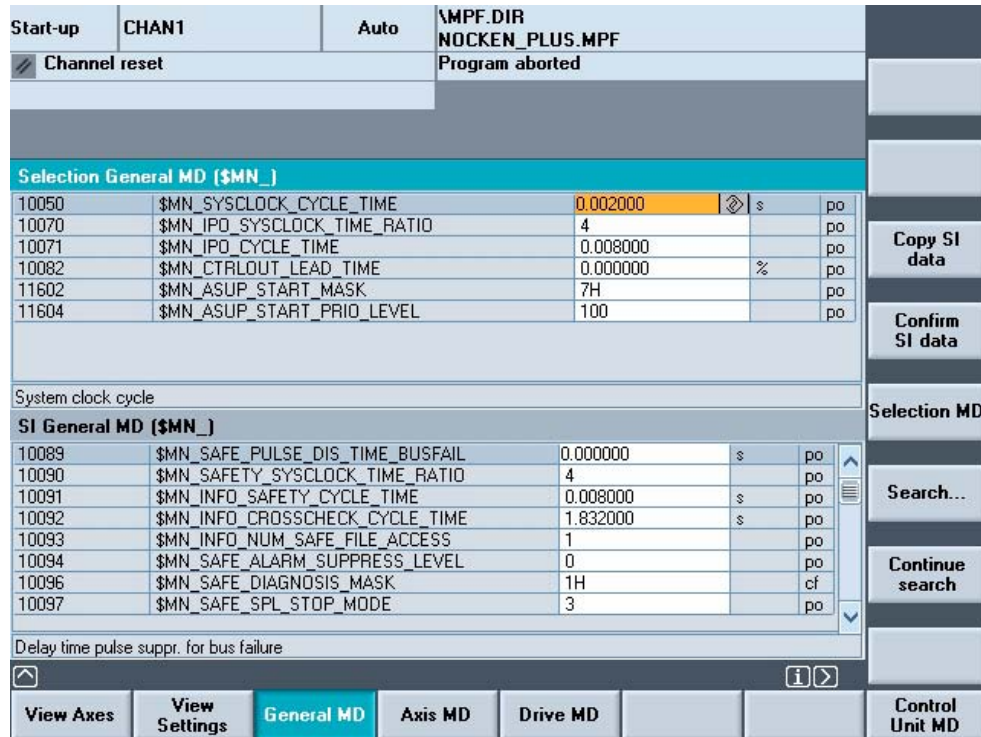 Start-up CHAN1 Auto \MPF.DIR
NOCKEN_PLUS.MPF
Channel reset Program aborted
Selection General MD ($MN_)
10050 $MN_SYSCLOCK_CYCLE_TIME 0.002000 s po
10070 $MN_IPO_SYSCLOCK_TIME_RATIO 4 po
10071 $MN_IPO_CYCLE_TIME 0.008000 po
10082 $MN_CTRLOUT_LEAD_TIME 0.000000 % po
11602 $MN_ASUP_START_MASK 7H po
11604 $MN_ASUP_START_PRIO_LEVEL 100 po
System clock cycle
SI General MD ($MN_)
10089 $MN_SAFE_PULSE_DIS_TIME_BUSFAIL 0.000000 s po
10090 $MN_SAFETY_SYSCLOCK_TIME_RATIO 4 po
10091 $MN_INFO_SAFETY_CYCLE_TIME 0.008000 s po
10092 $MN_INFO_CROSSCHECK_CYCLE_TIME 1.832000 s po
10093 $MN_INFO_NUM_SAFE_FILE_ACCESS 1 po
10094 $MN_SAFE_ALARM_SUPPRESS_LEVEL 0 po
10096 $MN_SAFE_DIAGNOSIS_MASK 1H cf
10097 $MN_SAFE_SPL_STOP_MODE 3 po
Delay time pulse suppr. for bus failure
Copy SI
data
Confirm
SI data
Selection MD
Search...
Continue
search
View Axes
View
Settings
General MD
Axis MD
Drive MD
Control
Unit MD